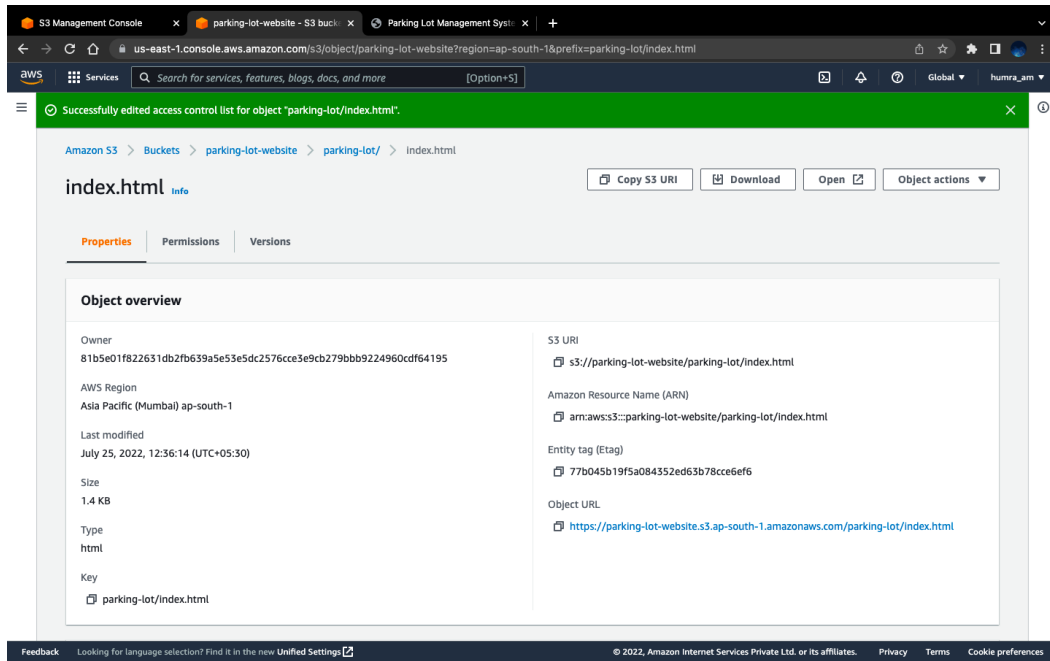 S3 Management Console
parking-lot-website - S3 bucke
Parking Lot Management Syste
us-east-1.console.aws.amazon.com/s3/object/parking-lot-website?region=ap-south-1&prefix=parking-lot/index.html
aws
Services
Search for services, features, blogs, docs, and more
[Option+S]
Global
humra_am
Successfully edited access control list for object "parking-lot/index.html".
Amazon S3 > Buckets > parking-lot-website > parking-lot/ > index.html
index.html Info
Copy S3 URI
Download
Open
Object actions
Properties
Permissions
Versions
Object overview
Owner
81b5e01f822631db2fb639a5e53e5dc2576cce3e9cb279bbb9224960cdf64195
AWS Region
Asia Pacific (Mumbai) ap-south-1
Last modified
July 25, 2022, 12:36:14 (UTC+05:30)
Size
1.4 KB
Type
html
Key
parking-lot/index.html
S3 URI
s3://parking-lot-website/parking-lot/index.html
Amazon Resource Name (ARN)
arn:aws:s3:::parking-lot-website/parking-lot/index.html
Entity tag (Etag)
77b045b19f5a084352ed63b78cce6ef6
Object URL
https://parking-lot-website.s3.ap-south-1.amazonaws.com/parking-lot/index.html
Feedback
Looking for language selection? Find it in the new Unified Settings
© 2022, Amazon Internet Services Private Ltd. or its affiliates.
Privacy
Terms
Cookie preferences